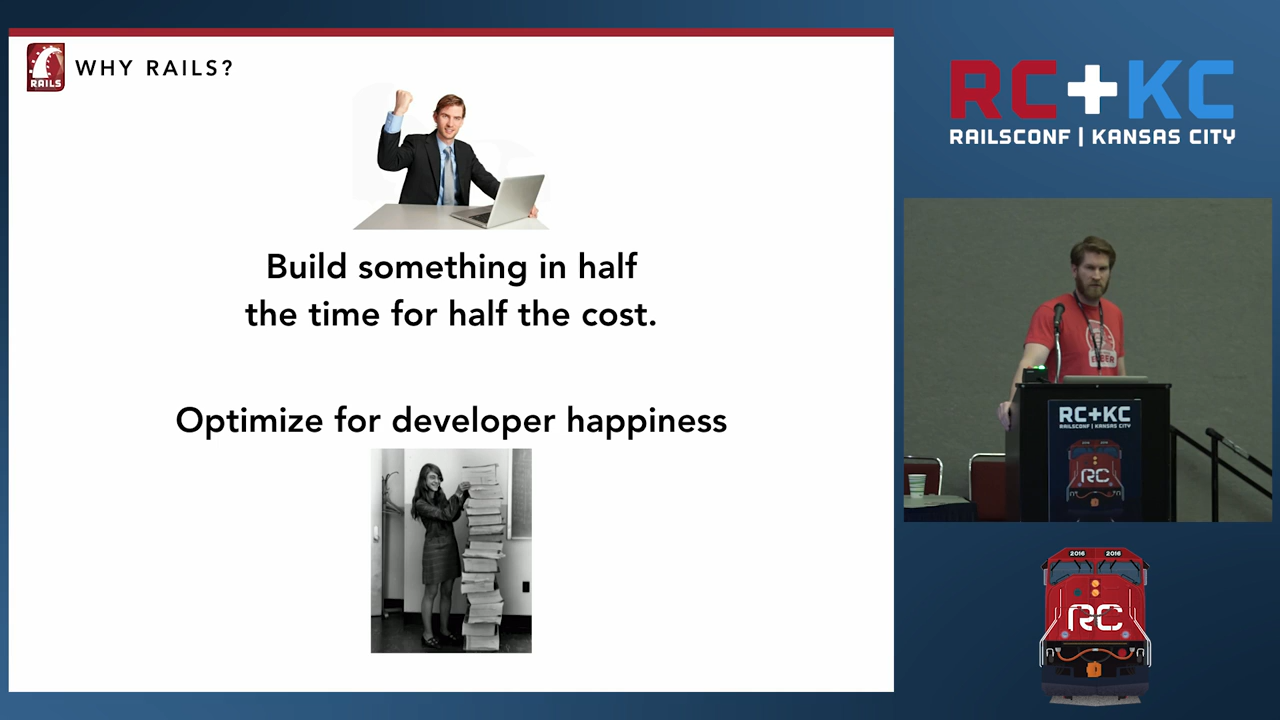 RAILS
WHY RAILS?
Build something in half
the time for half the cost.
Optimize for developer happiness
RC+KC
RAILSCONF | KANSAS CITY
RC+KC
RAILSCONF | KANSAS CITY
RC
2016 2016
RC